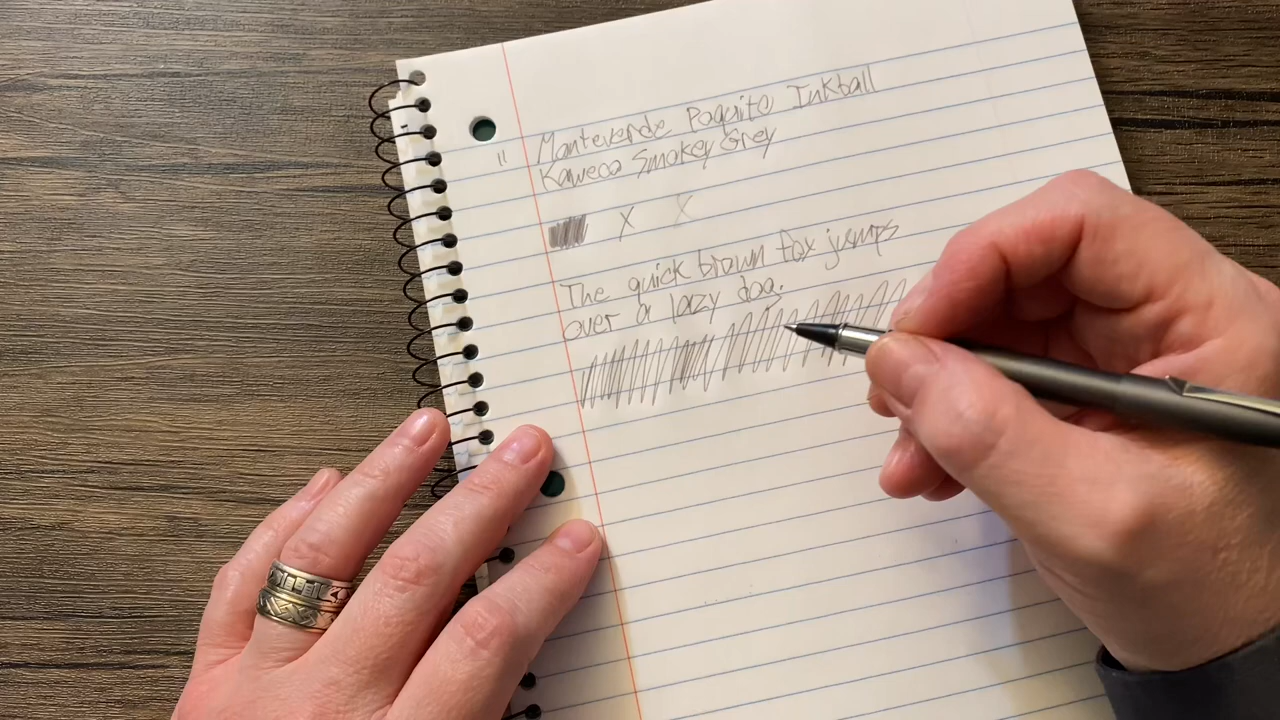 Monteverde Poquito Inkball
Kaweco Smokey Grey
X X
The quick brown fox jumps
over a lazy dog.